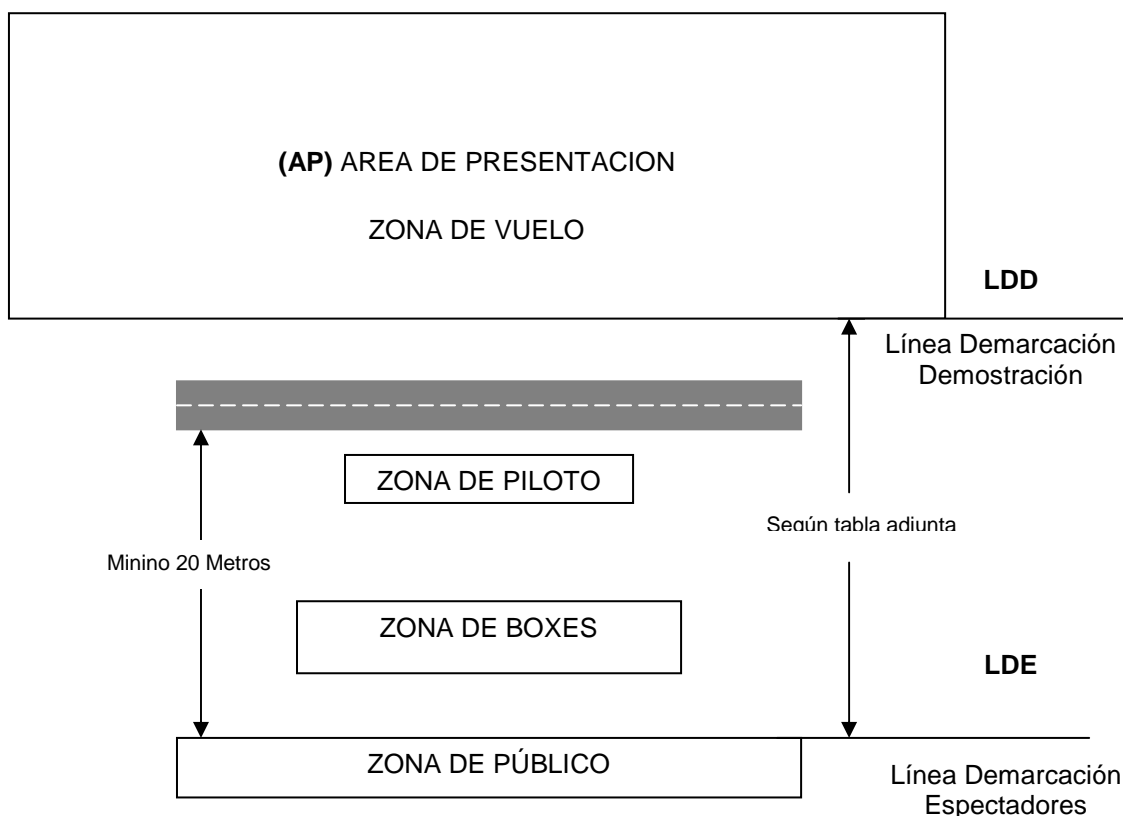 (AP) AREA DE PRESENTACION
ZONA DE VUELO
LDD
Línea Demarcación
Demostración
ZONA DE PILOTO
Según tabla adjunta
Minino 20 Metros
ZONA DE BOXES
LDE
ZONA DE PÚBLICO
Línea Demarcación
Espectadores